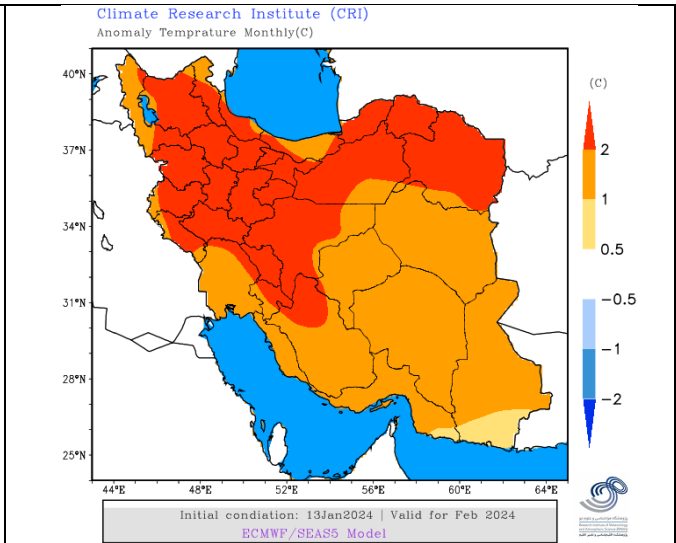 Climate Research Institute (CRI)
Anomaly Temprature Monthly(C)
40°N
37°N
34°N
31°N
28°N
25°N
44°E 48°E 52°E 56°E 60°E 64°E
(C)
2
1
0.5
−0.5
−1
−2
Initial condiation: 13Jan2024 | Valid for Feb 2024
ECMWF/SEAS5 Model